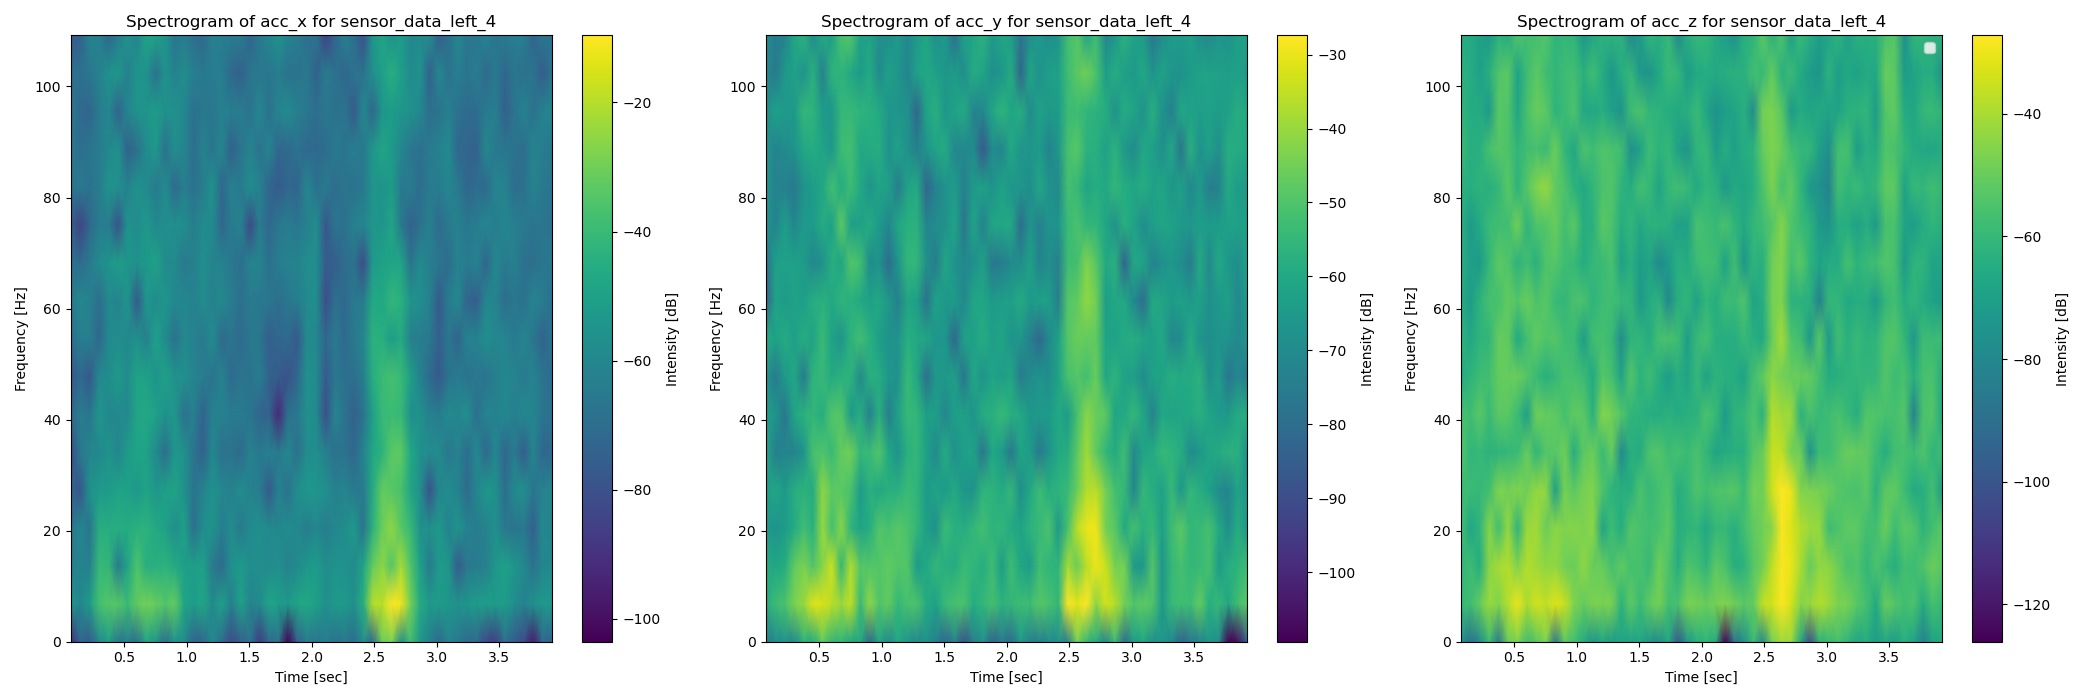 Spectrogram of acc_x for sensor_data_left_4
100
80
60
40
20
0
Frequency [Hz]
0.5 1.0 1.5 2.0 2.5 3.0 3.5
Time [sec]
−20
−40
−60
−80
−100
Intensity [dB]
Spectrogram of acc_y for sensor_data_left_4
100
80
60
40
20
0
Frequency [Hz]
0.5 1.0 1.5 2.0 2.5 3.0 3.5
Time [sec]
−30
−40
−50
−60
−70
−80
−90
−100
Intensity [dB]
Spectrogram of acc_z for sensor_data_left_4
100
80
60
40
20
0
Frequency [Hz]
0.5 1.0 1.5 2.0 2.5 3.0 3.5
Time [sec]
−40
−60
−80
−100
−120
Intensity [dB]